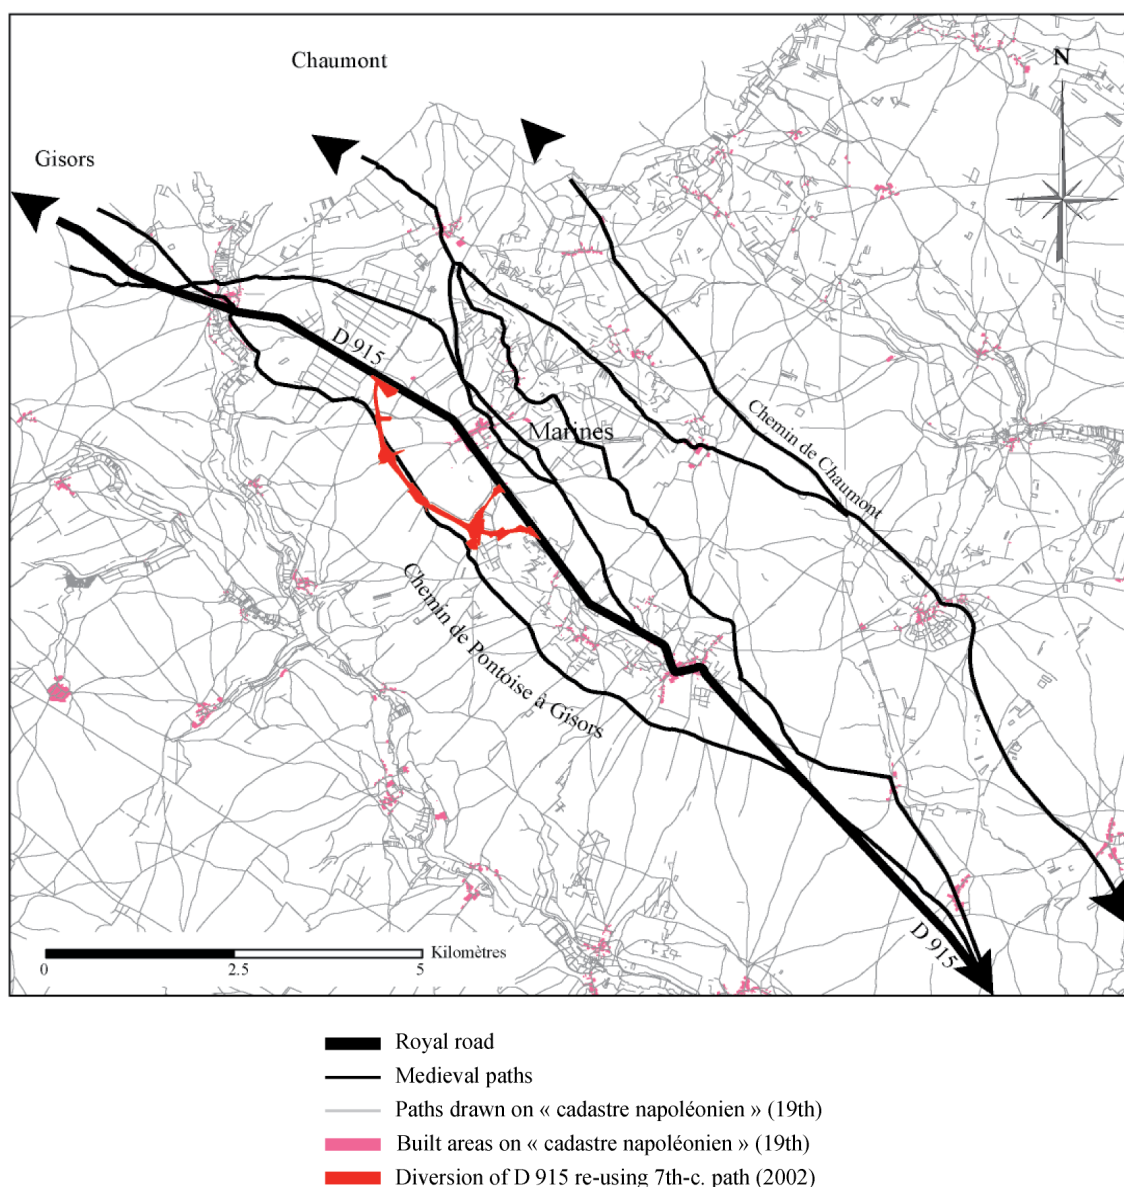 Chaumont
N
Gisors
D 915
Marines
Chemin de Chaumont
Chemin de Pontoise à Gisors
D 915
Kilomètres
0 2.5 5
Royal road
Medieval paths
Paths drawn on « cadastre napoléonien » (19th)
Built areas on « cadastre napoléonien » (19th)
Diversion of D 915 re-using 7th-c. path (2002)